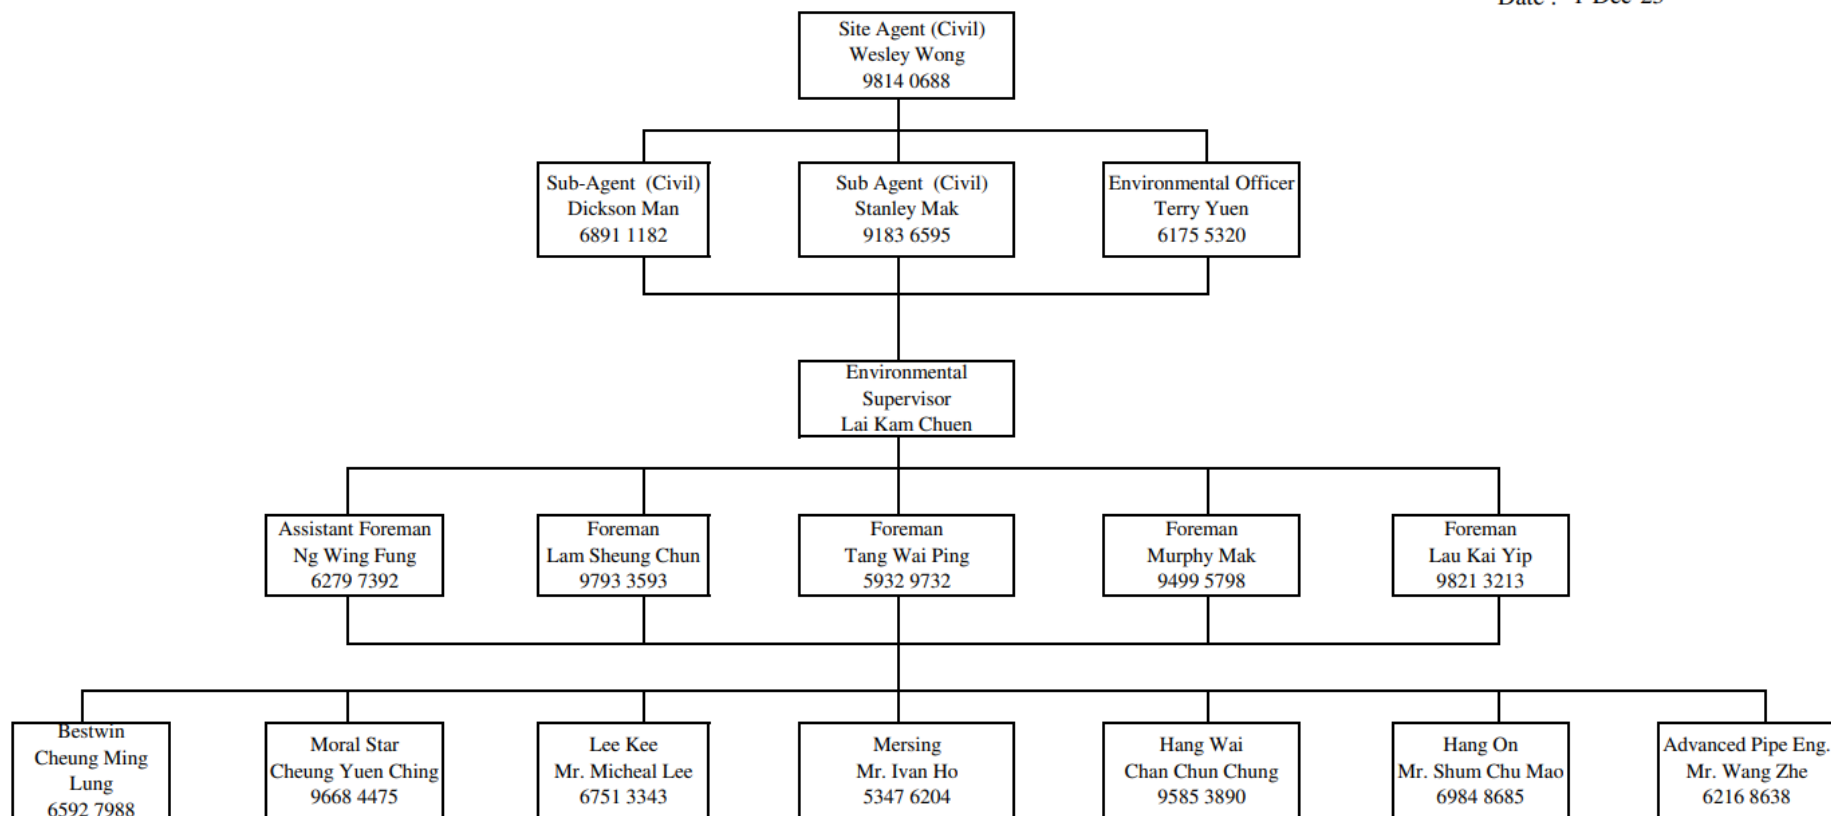 Date : 1-Dec-23
Site Agent (Civil)
Wesley Wong
9814 0688
Sub-Agent (Civil)
Dickson Man
6891 1182
Sub Agent (Civil)
Stanley Mak
9183 6595
Environmental Officer
Terry Yuen
6175 5320
Environmental
Supervisor
Lai Kam Chuen
Assistant Foreman
Ng Wing Fung
6279 7392
Foreman
Lam Sheung Chun
9793 3593
Foreman
Tang Wai Ping
5932 9732
Foreman
Murphy Mak
9499 5798
Foreman
Lau Kai Yip
9821 3213
Bestwin
Cheung Ming
Lung
6592 7988
Moral Star
Cheung Yuen Ching
9668 4475
Lee Kee
Mr. Micheal Lee
6751 3343
Mersing
Mr. Ivan Ho
5347 6204
Hang Wai
Chan Chun Chung
9585 3890
Hang On
Mr. Shum Chu Mao
6984 8685
Advanced Pipe Eng.
Mr. Wang Zhe
6216 8638